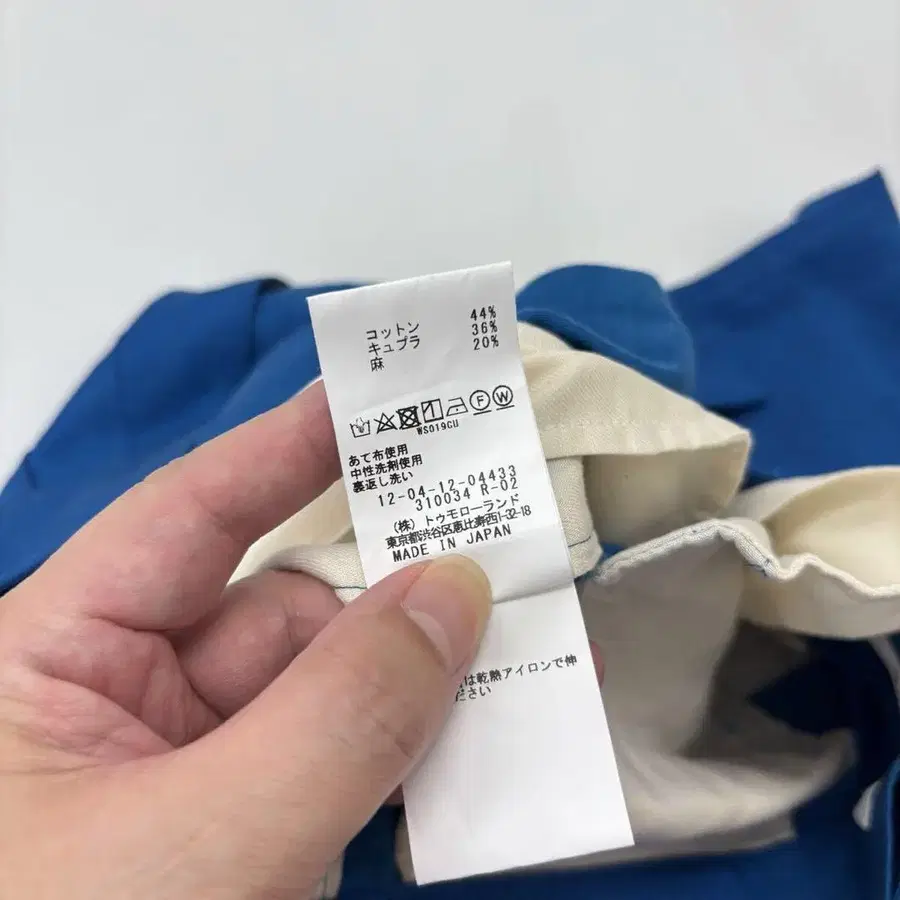 コットン 44%
キュプラ 36%
麻 20%
F W
WS019CU
あて布使用
中性洗剤使用
裏返し洗い
12-04-12-04433
310034 R-02
(株) トゥモローランド
東京都渋谷区恵比寿西1-32-18
MADE IN JAPAN
は乾熱アイロンで伸
ださい